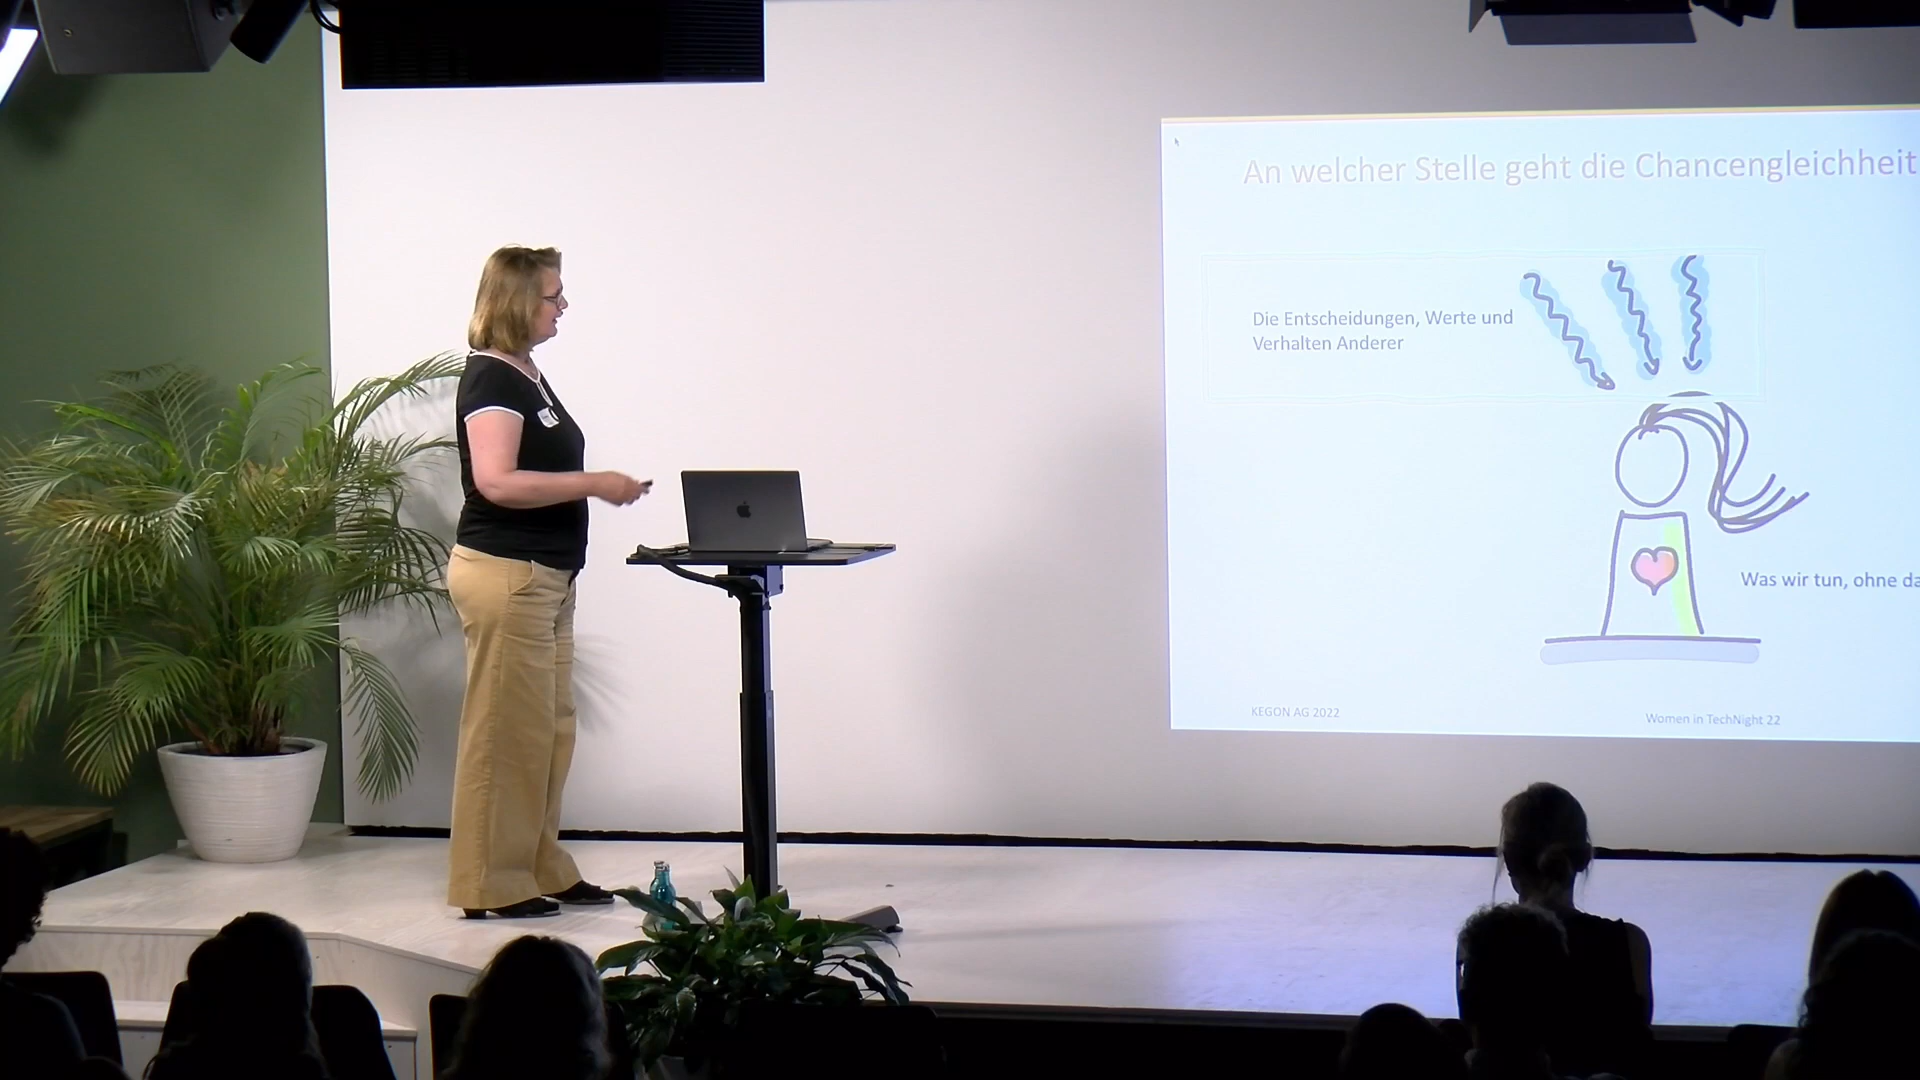 An welcher Stelle geht die Chancengleichheit
Die Entscheidungen, Werte und
Verhalten Anderer
Was wir tun, ohne da
KEGON AG 2022
Women in TechNight 22